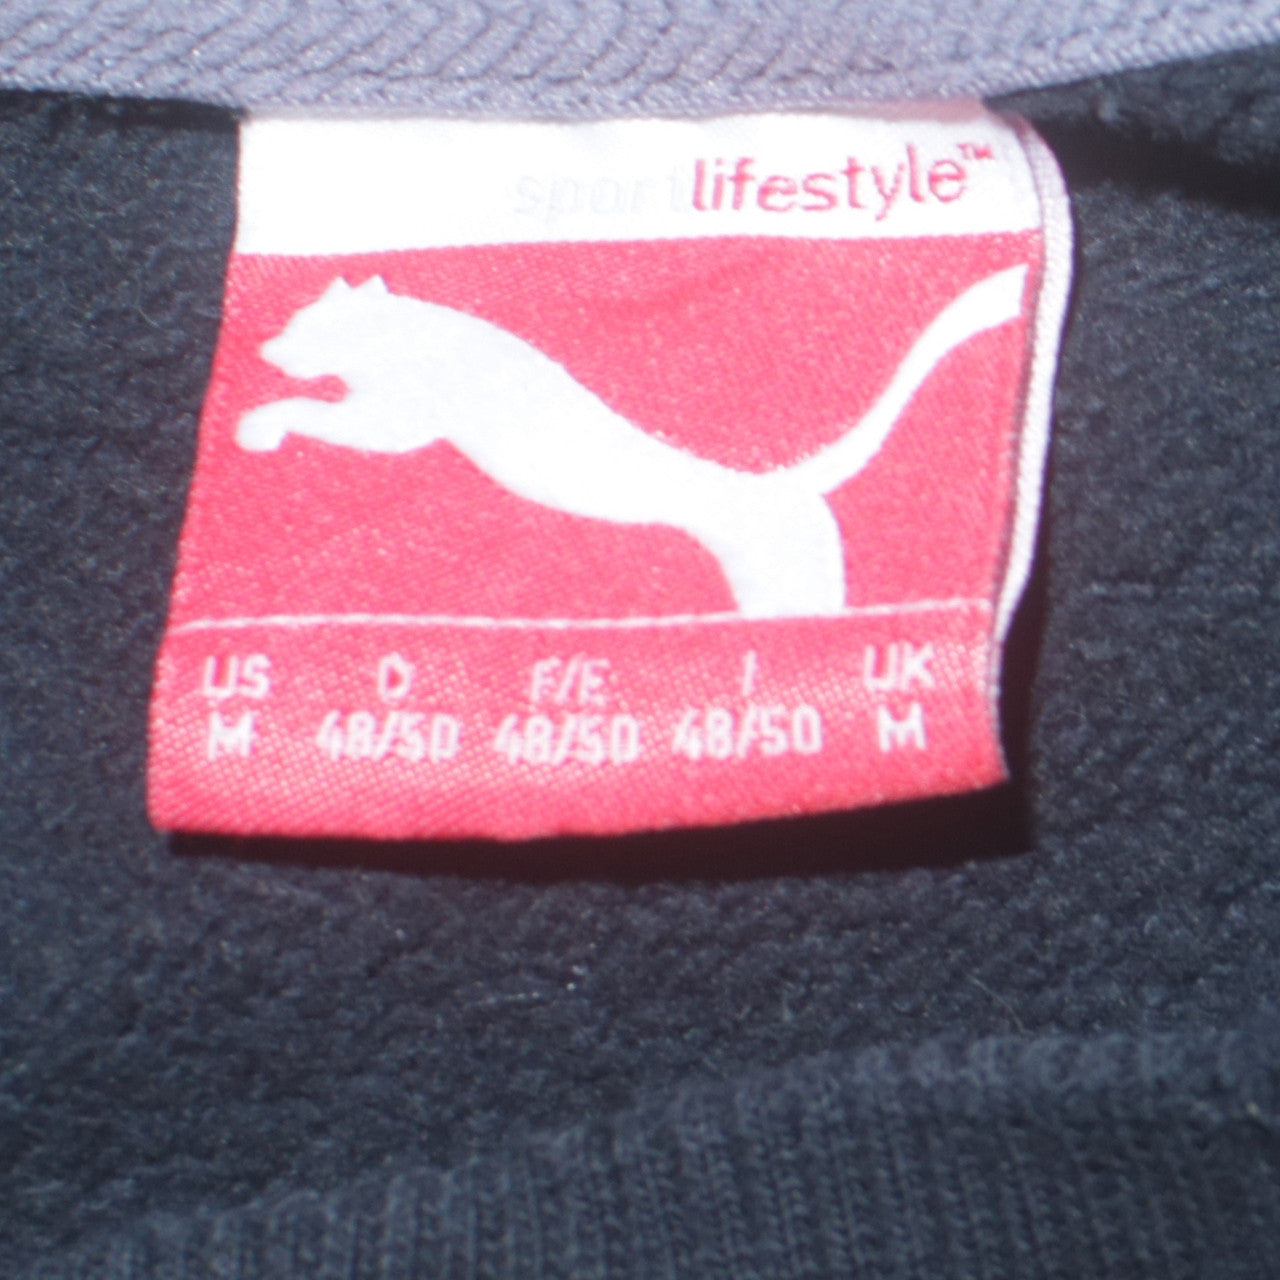 sportlifestyle™
US D F/E I UK
M 48/50 48/50 48/50 M